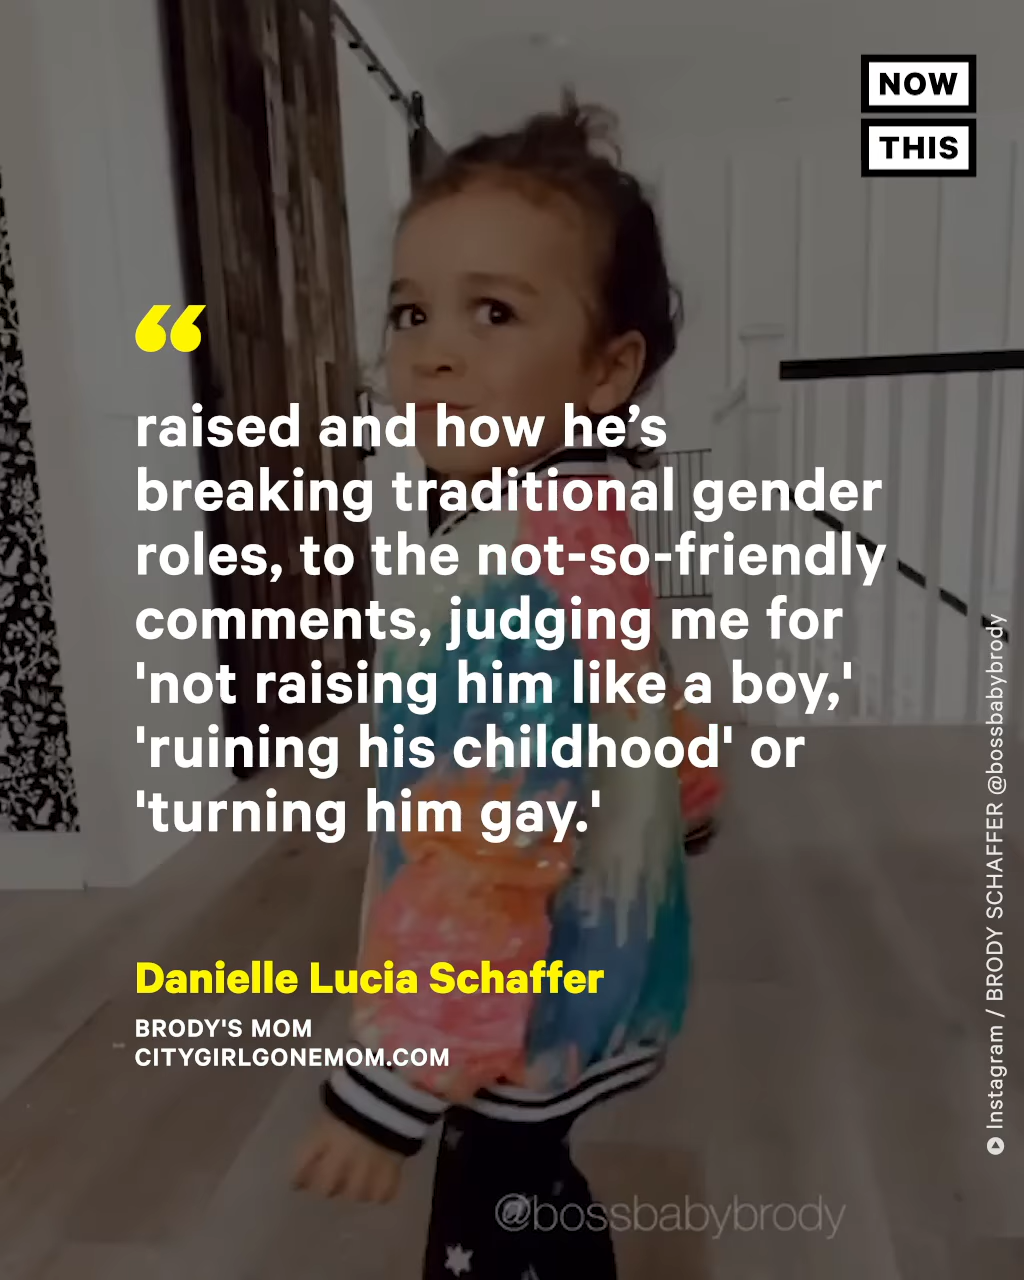 NOW
THIS
“
raised and how he’s
breaking traditional gender
roles, to the not-so-friendly
comments, judging me for
'not raising him like a boy,'
'ruining his childhood' or
'turning him gay.'
Danielle Lucia Schaffer
BRODY'S MOM
CITYGIRLGONEMOM.COM
Instagram / BRODY SCHAFFER @bossbabybrody
@bossbabybrody